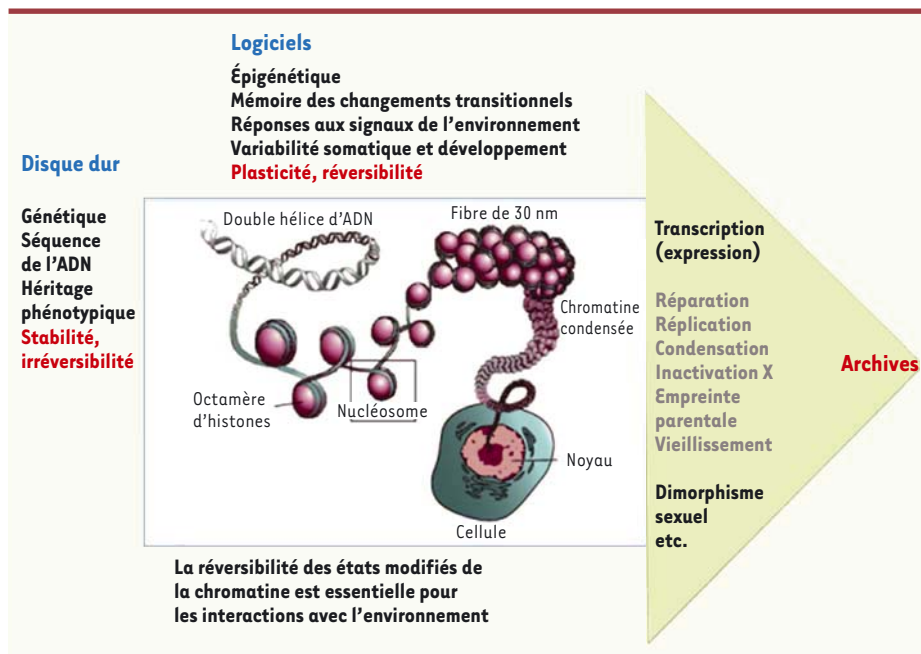 Logiciels
Épigénétique
Mémoire des changements transitionnels
Réponses aux signaux de l'environnement
Variabilité somatique et développement
Plasticité, réversibilité
Disque dur
Génétique
Séquence
de l'ADN
Héritage
phénotypique
Stabilité,
irréversibilité
Double hélice d'ADN
Fibre de 30 nm
Chromatine
condensée
Octamère
d'histones
Nucléosome
Noyau
Cellule
Transcription
(expression)
Réparation
Réplication
Condensation
Inactivation X
Empreinte
parentale
Vieillissement
Dimorphisme
sexuel
etc.
Archives
La réversibilité des états modifiés de
la chromatine est essentielle pour
les interactions avec l'environnement